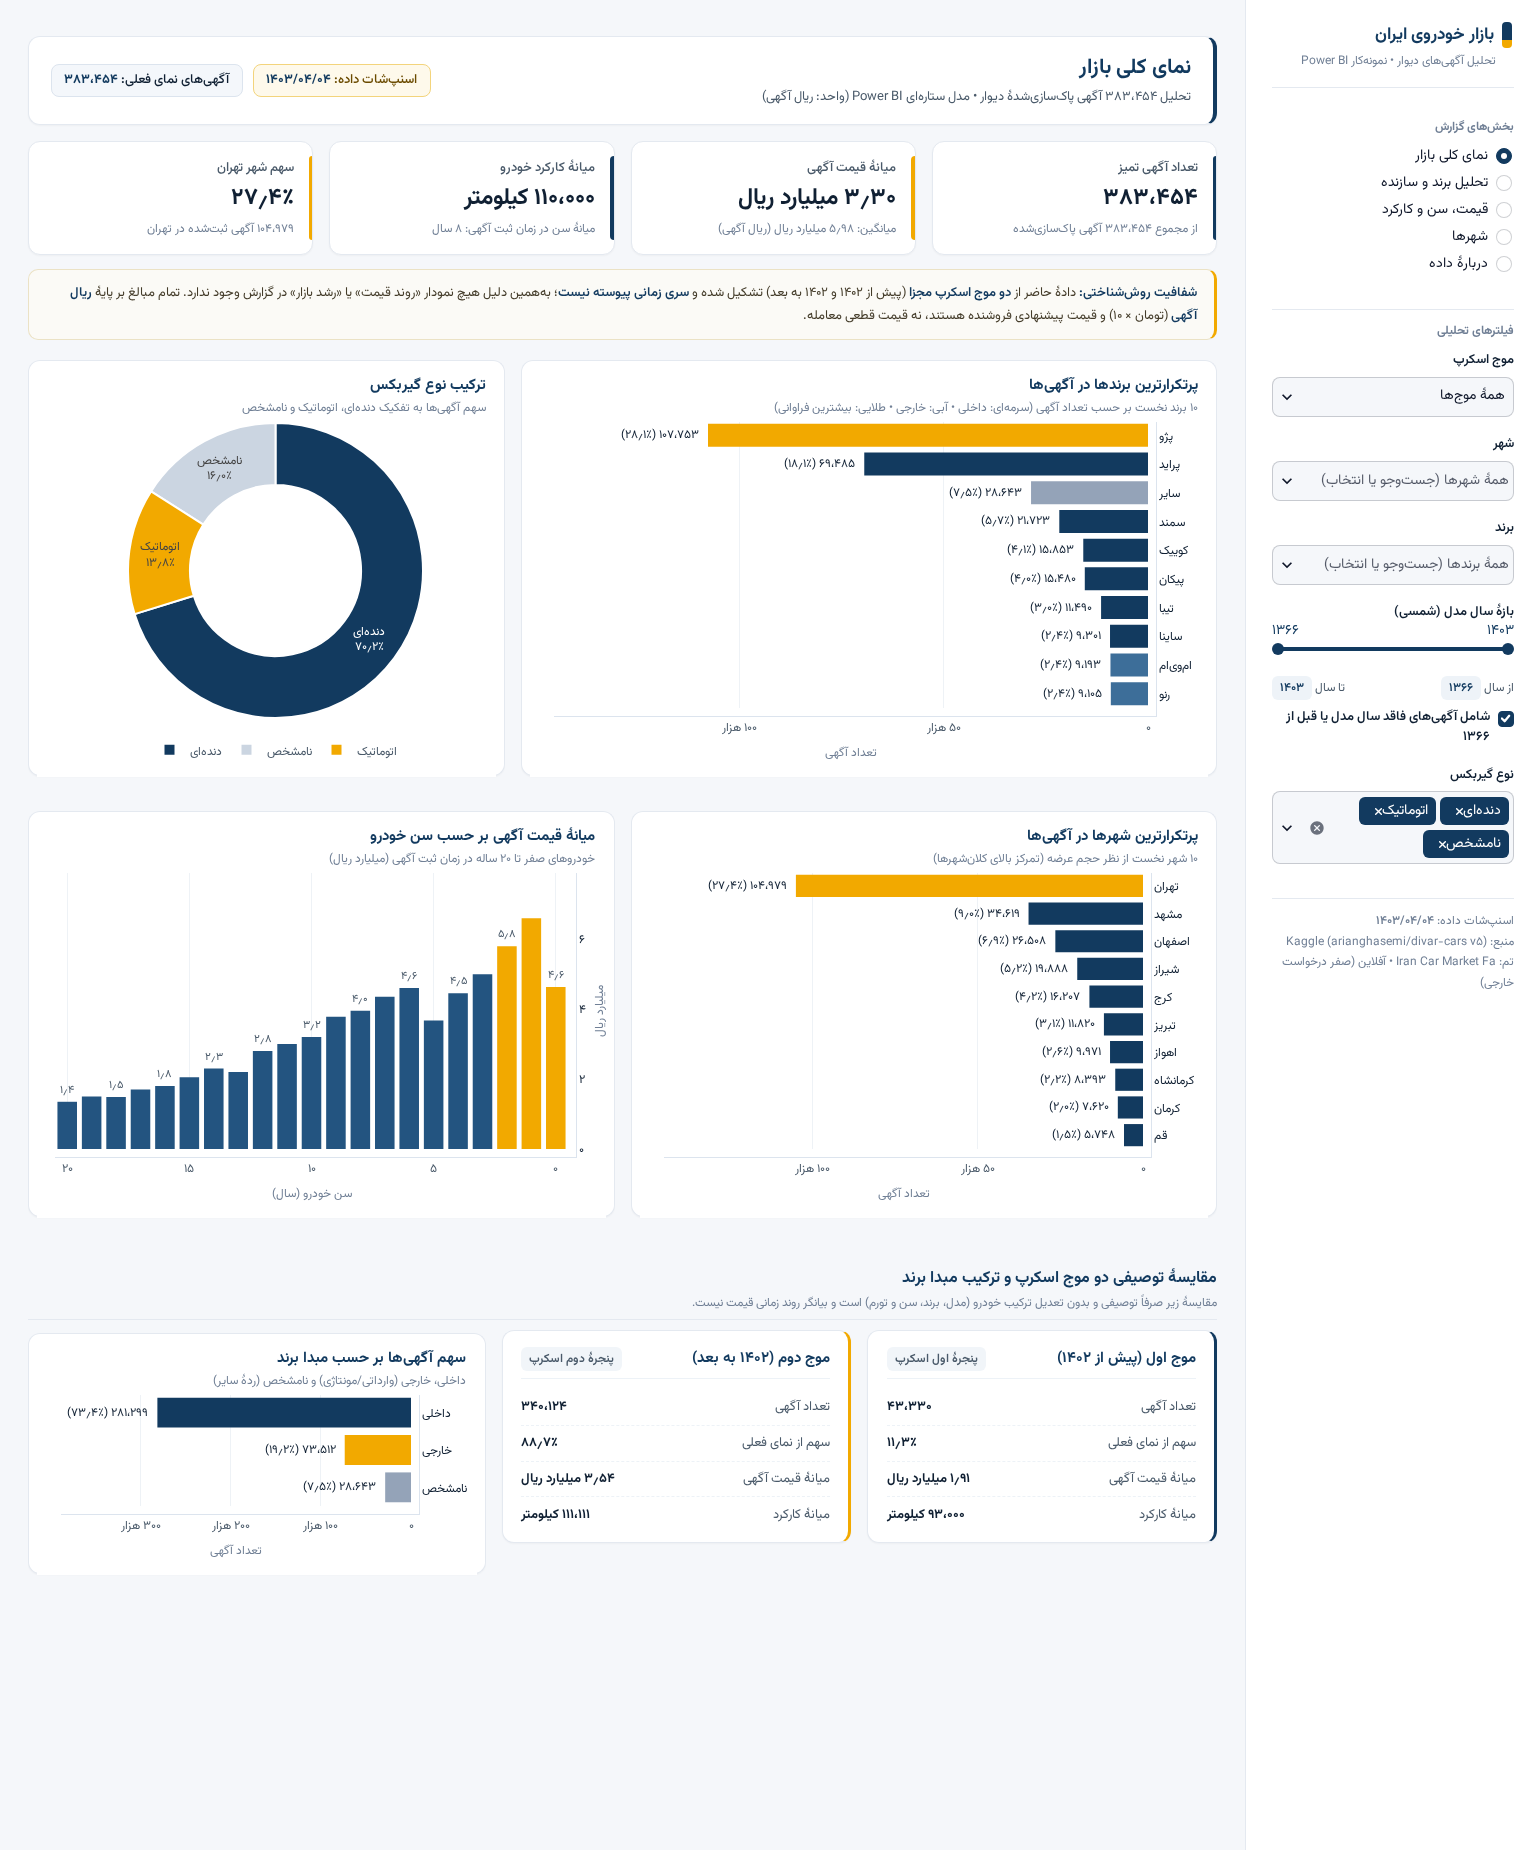 بازار خودروی ایران
تحلیل آگهی‌های دیوار • نمونه‌کار Power BI
بخش‌های گزارش
نمای کلی بازار
تحلیل برند و سازنده
قیمت، سن و کارکرد
شهرها
دربارهٔ داده
فیلترهای تحلیلی
موج اسکرپ
همهٔ موج‌ها
شهر
همهٔ شهرها (جست‌وجو یا انتخاب)
برند
همهٔ برندها (جست‌وجو یا انتخاب)
بازهٔ سال مدل (شمسی)
۱۴۰۳ ۱۳۶۶
از سال ۱۳۶۶ تا سال ۱۴۰۳
شامل آگهی‌های فاقد سال مدل یا قبل از
۱۳۶۶
نوع گیربکس
دنده‌ای× اتوماتیک×
نامشخص×
اسنپ‌شات داده: ۱۴۰۳/۰۴/۰۴
منبع: Kaggle (arianghasemi/divar-cars v5)
تم: Iran Car Market Fa • آفلاین (صفر درخواست
خارجی)
نمای کلی بازار
تحلیل ۳۸۳٬۴۵۴ آگهی پاک‌سازی‌شدهٔ دیوار • مدل ستاره‌ای Power BI (واحد: ریال آگهی)
اسنپ‌شات داده: ۱۴۰۳/۰۴/۰۴
آگهی‌های نمای فعلی: ۳۸۳٬۴۵۴
تعداد آگهی تمیز
۳۸۳٬۴۵۴
از مجموع ۳۸۳٬۴۵۴ آگهی پاک‌سازی‌شده
میانهٔ قیمت آگهی
۳٫۳۰ میلیارد ریال
میانگین: ۵٫۹۸ میلیارد ریال (ریال آگهی)
میانهٔ کارکرد خودرو
۱۱۰٬۰۰۰ کیلومتر
میانهٔ سن در زمان ثبت آگهی: ۸ سال
سهم شهر تهران
۲۷٫۴٪
۱۰۴٬۹۷۹ آگهی ثبت‌شده در تهران
شفافیت روش‌شناختی: دادهٔ حاضر از دو موج اسکرپ مجزا (پیش از ۱۴۰۲ و ۱۴۰۲ به بعد) تشکیل شده و سری زمانی پیوسته نیست؛ به‌همین دلیل هیچ نمودار «روند قیمت» یا «رشد بازار» در گزارش وجود ندارد. تمام مبالغ بر پایهٔ ریال
آگهی (تومان × ۱۰) و قیمت پیشنهادی فروشنده هستند، نه قیمت قطعی معامله.
پرتکرارترین برندها در آگهی‌ها
۱۰ برند نخست بر حسب تعداد آگهی (سرمه‌ای: داخلی • آبی: خارجی • طلایی: بیشترین فراوانی)
پژو ۱۰۷٬۷۵۳ (۲۸٫۱٪)
پراید ۶۹٬۴۸۵ (۱۸٫۱٪)
سایر ۲۸٬۶۴۳ (۷٫۵٪)
سمند ۲۱٬۷۲۳ (۵٫۷٪)
کوییک ۱۵٬۸۵۳ (۴٫۱٪)
پیکان ۱۵٬۴۸۰ (۴٫۰٪)
تیبا ۱۱٬۴۹۰ (۳٫۰٪)
ساینا ۹٬۳۰۱ (۲٫۴٪)
ام‌وی‌ام ۹٬۱۹۳ (۲٫۴٪)
رنو ۹٬۱۰۵ (۲٫۴٪)
۰ ۵۰ هزار ۱۰۰ هزار
تعداد آگهی
ترکیب نوع گیربکس
سهم آگهی‌ها به تفکیک دنده‌ای، اتوماتیک و نامشخص
نامشخص
۱۶٫۰٪
اتوماتیک
۱۳٫۸٪
دنده‌ای
۷۰٫۲٪
اتوماتیک نامشخص دنده‌ای
پرتکرارترین شهرها در آگهی‌ها
۱۰ شهر نخست از نظر حجم عرضه (تمرکز بالای کلان‌شهرها)
تهران ۱۰۴٬۹۷۹ (۲۷٫۴٪)
مشهد ۳۴٬۶۱۹ (۹٫۰٪)
اصفهان ۲۶٬۵۰۸ (۶٫۹٪)
شیراز ۱۹٬۸۸۸ (۵٫۲٪)
کرج ۱۶٬۲۰۷ (۴٫۲٪)
تبریز ۱۱٬۸۲۰ (۳٫۱٪)
اهواز ۹٬۹۷۱ (۲٫۶٪)
کرمانشاه ۸٬۳۹۳ (۲٫۲٪)
کرمان ۷٬۶۲۰ (۲٫۰٪)
قم ۵٬۷۴۸ (۱٫۵٪)
۰ ۵۰ هزار ۱۰۰ هزار
تعداد آگهی
میانهٔ قیمت آگهی بر حسب سن خودرو
خودروهای صفر تا ۲۰ ساله در زمان ثبت آگهی (میلیارد ریال)
۶
۴
۲
۰
میلیارد ریال
۴٫۶ ۵٫۸ ۴٫۵ ۴٫۶ ۴٫۰ ۳٫۲ ۲٫۸ ۲٫۳ ۱٫۸ ۱٫۵ ۱٫۴
۰ ۵ ۱۰ ۱۵ ۲۰
سن خودرو (سال)
مقایسهٔ توصیفی دو موج اسکرپ و ترکیب مبدا برند
مقایسهٔ زیر صرفاً توصیفی و بدون تعدیل ترکیب خودرو (مدل، برند، سن و تورم) است و بیانگر روند زمانی قیمت نیست.
موج اول (پیش از ۱۴۰۲) پنجرهٔ اول اسکرپ
تعداد آگهی ۴۳٬۳۳۰
سهم از نمای فعلی ۱۱٫۳٪
میانهٔ قیمت آگهی ۱٫۹۱ میلیارد ریال
میانهٔ کارکرد ۹۳٬۰۰۰ کیلومتر
موج دوم (۱۴۰۲ به بعد) پنجرهٔ دوم اسکرپ
تعداد آگهی ۳۴۰٬۱۲۴
سهم از نمای فعلی ۸۸٫۷٪
میانهٔ قیمت آگهی ۳٫۵۴ میلیارد ریال
میانهٔ کارکرد ۱۱۱٬۱۱۱ کیلومتر
سهم آگهی‌ها بر حسب مبدا برند
داخلی، خارجی (وارداتی/مونتاژی) و نامشخص (ردهٔ سایر)
داخلی ۲۸۱٬۲۹۹ (۷۳٫۴٪)
خارجی ۷۳٬۵۱۲ (۱۹٫۲٪)
نامشخص ۲۸٬۶۴۳ (۷٫۵٪)
۰ ۱۰۰ هزار ۲۰۰ هزار ۳۰۰ هزار
تعداد آگهی